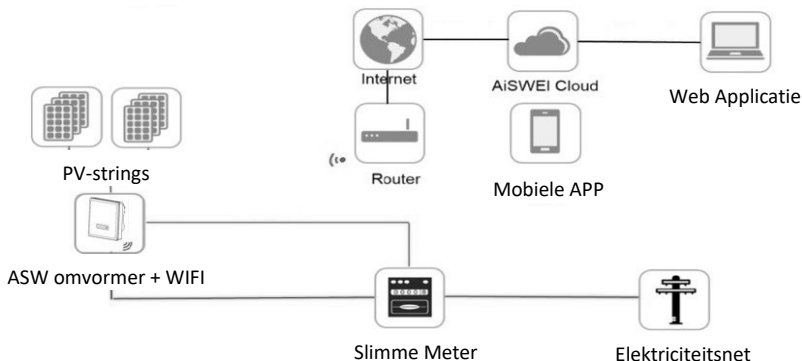 Internet
AiSWEI Cloud
Web Applicatie
PV-strings
Router
Mobiele APP
ASW omvormer + WIFI
Slimme Meter
Elektriciteitsnet